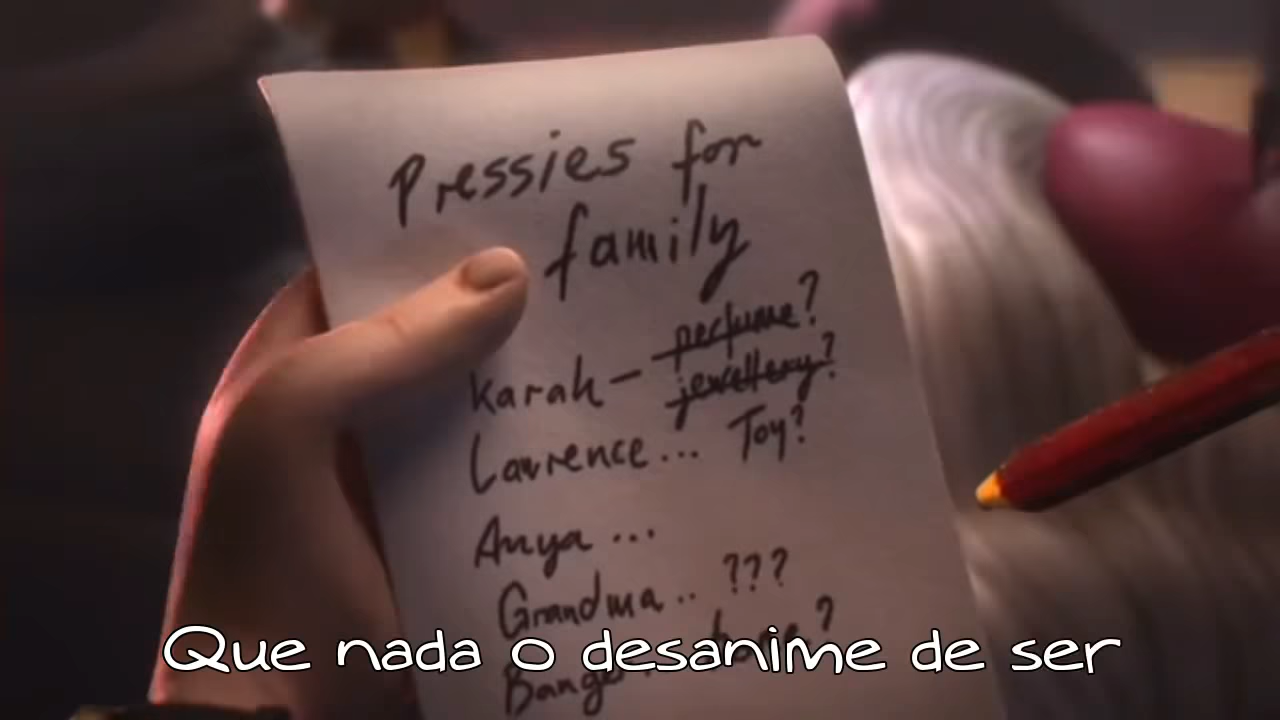 Pressies for
family
Karah – perfume?
jewellery?
Lawrence... Toy?
Anya ...
Grandma.. ???
Que nada o desanime de ser